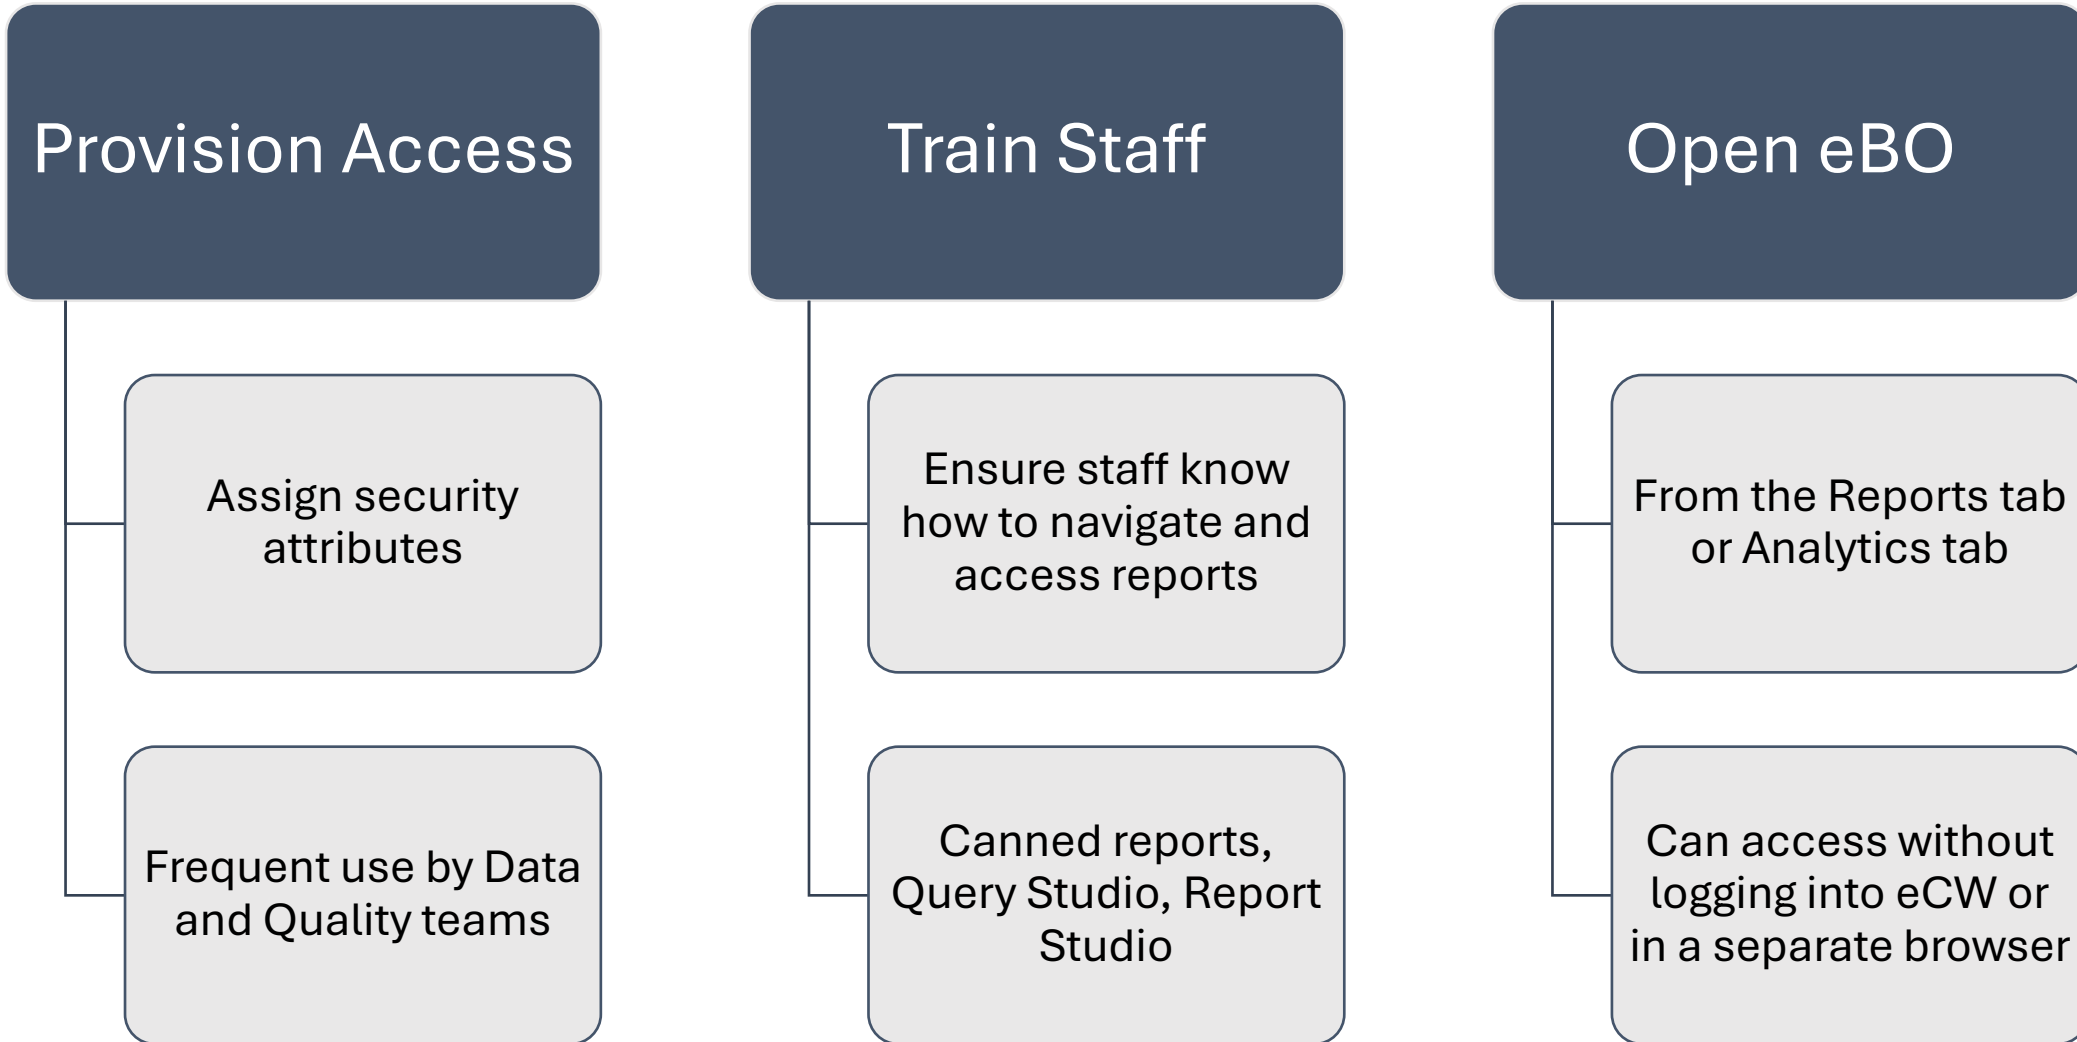 Provision Access
Assign security
attributes
Frequent use by Data
and Quality teams
Train Staff
Ensure staff know
how to navigate and
access reports
Canned reports,
Query Studio, Report
Studio
Open eBO
From the Reports tab
or Analytics tab
Can access without
logging into eCW or
in a separate browser